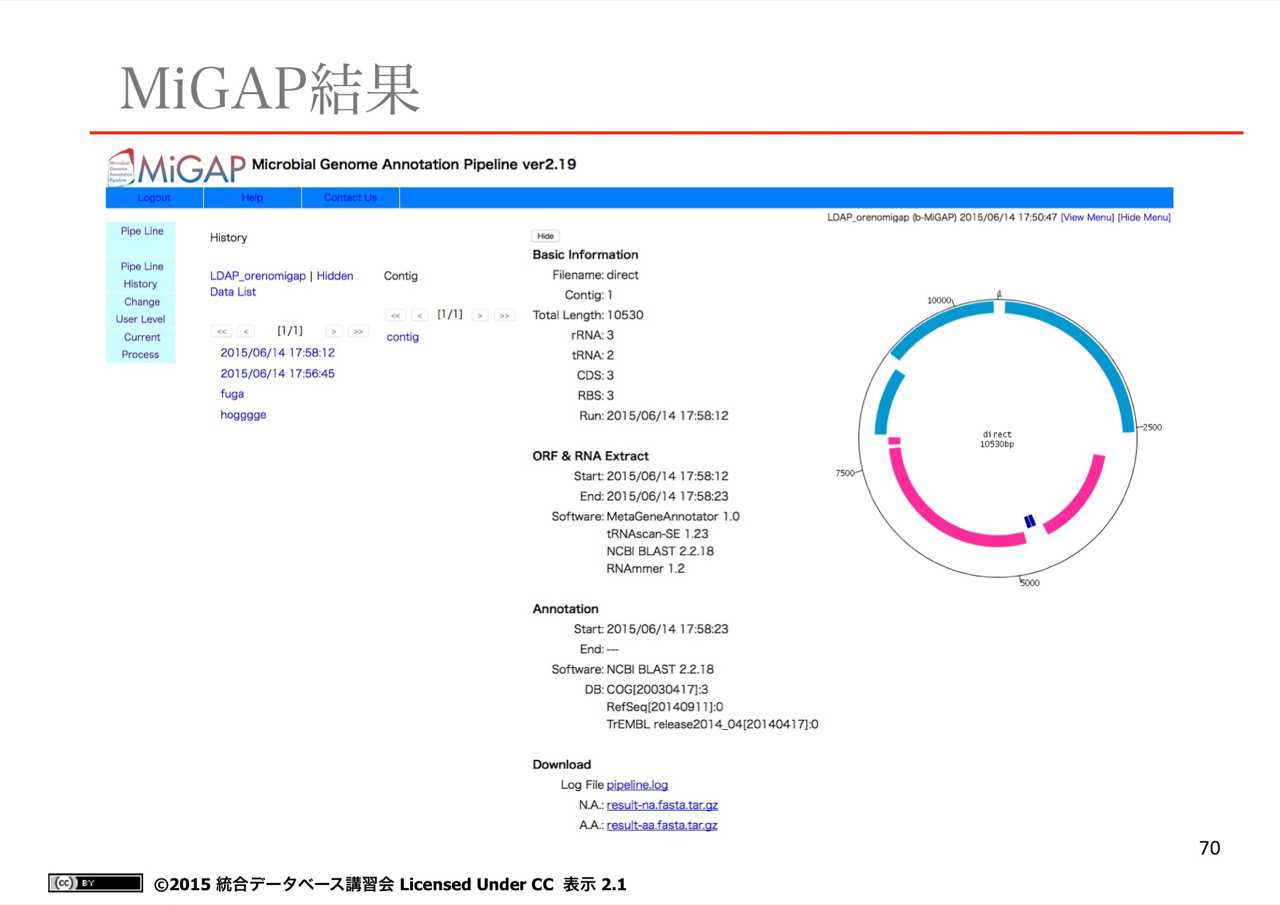 MiGAP結果
Microbial Genome Annotation Pipeline
MiGAP Microbial Genome Annotation Pipeline ver2.19
Logout Help Contact Us
LDAP_orenomigap (b-MiGAP) 2015/06/14 17:50:47 [View Menu] [Hide Menu]
Pipe Line
Pipe Line
History
Change
User Level
Current
Process
History
LDAP_orenomigap | Hidden
Data List
<< < [1/1] > >>
2015/06/14 17:58:12
2015/06/14 17:56:45
fuga
hogggge
Contig
<< < [1/1] > >>
contig
Hide
Basic Information
Filename: direct
Contig: 1
Total Length: 10530
rRNA: 3
tRNA: 2
CDS: 3
RBS: 3
Run: 2015/06/14 17:58:12
ORF & RNA Extract
Start: 2015/06/14 17:58:12
End: 2015/06/14 17:58:23
Software: MetaGeneAnnotator 1.0
tRNAscan-SE 1.23
NCBI BLAST 2.2.18
RNAmmer 1.2
Annotation
Start: 2015/06/14 17:58:23
End: ---
Software: NCBI BLAST 2.2.18
DB: COG[20030417]:3
RefSeq[20140911]:0
TrEMBL release2014_04[20140417]:0
Download
Log File pipeline.log
N.A.: result-na.fasta.tar.gz
A.A.: result-aa.fasta.tar.gz
10000
2500
direct
10530bp
7500
5000
70
(cc) BY ©2015 統合データベース講習会 Licensed Under CC 表示 2.1